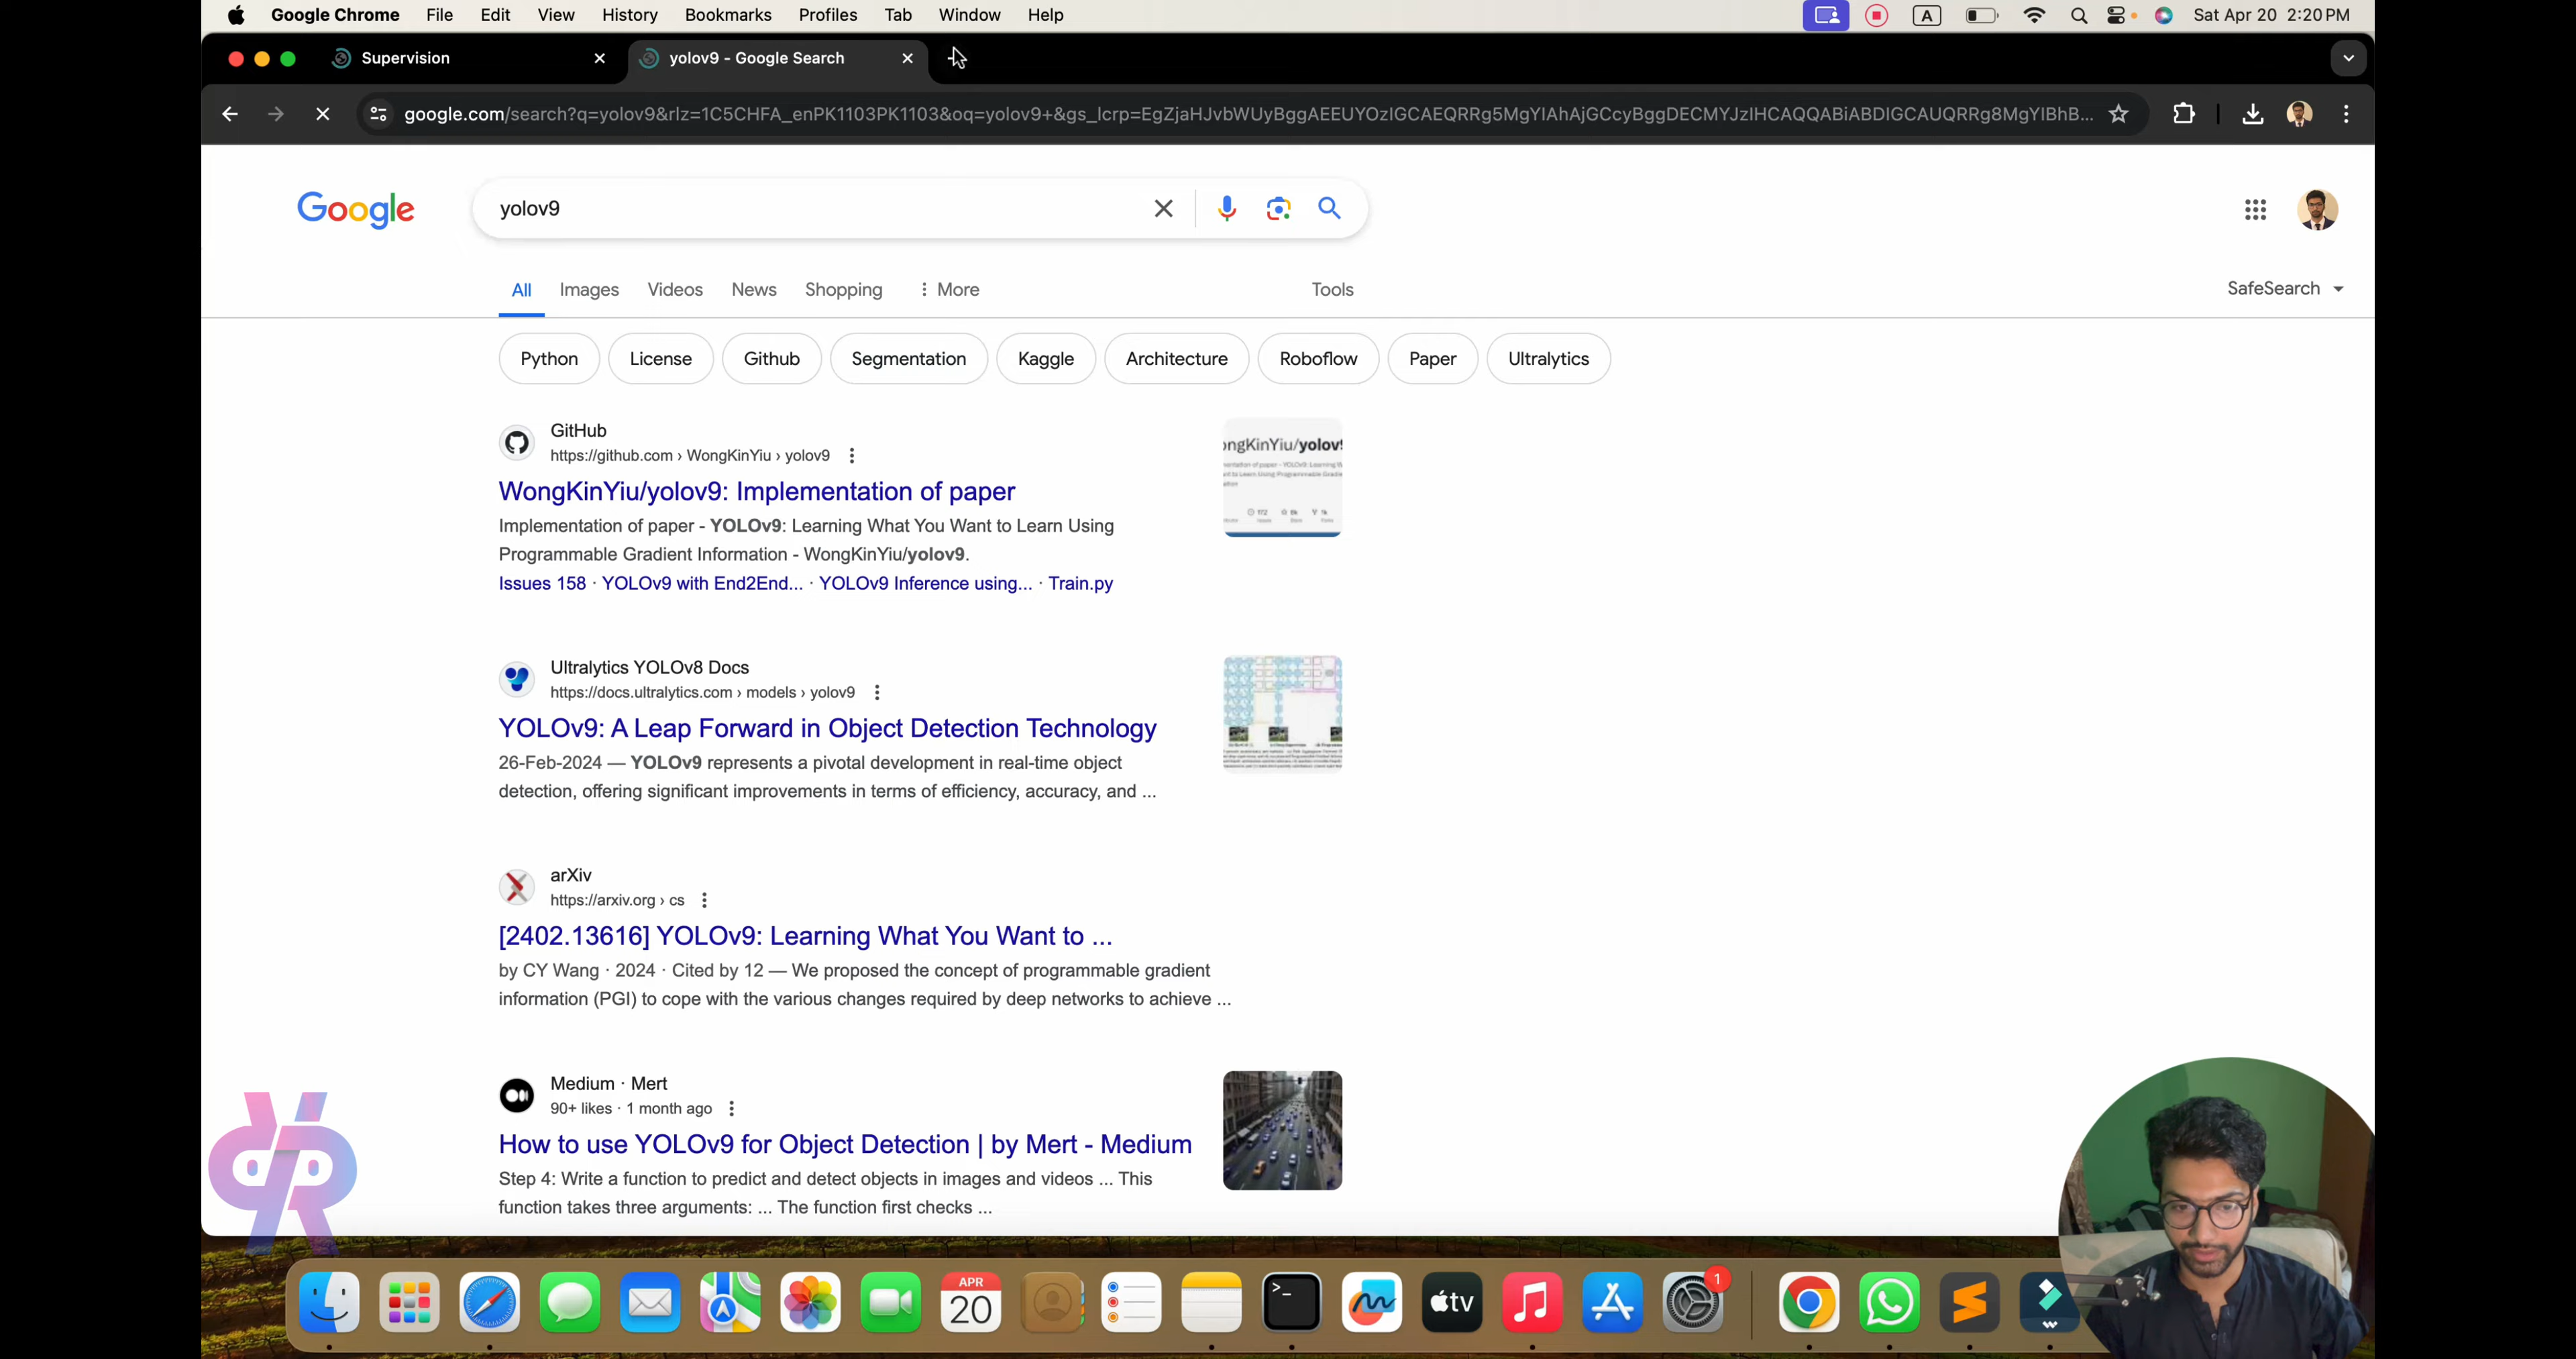 Google Chrome File Edit View History Bookmarks Profiles Tab Window Help A Sat Apr 20 2:20 PM
Supervision yolov9 - Google Search
google.com/search?q=yolov9&rlz=1C5CHFA_enPK1103PK1103&oq=yolov9+&gs_lcrp=EgZjaHJvbWUyBggAEEUYOzIGCAEQRRg5MgYIAhAjGCcyBggDECMYJzIHCAQQABiABDIGCAUQRRg8MgYIBhB...
Google yolov9
All Images Videos News Shopping More Tools SafeSearch
Python License Github Segmentation Kaggle Architecture Roboflow Paper Ultralytics
GitHub
https://github.com › WongKinYiu › yolov9
WongKinYiu/yolov9: Implementation of paper
Implementation of paper - YOLOv9: Learning What You Want to Learn Using
Programmable Gradient Information - WongKinYiu/yolov9.
Issues 158 · YOLOv9 with End2End... · YOLOv9 Inference using... · Train.py
ongKinYiu/yolov9
Ultralytics YOLOv8 Docs
https://docs.ultralytics.com › models › yolov9
YOLOv9: A Leap Forward in Object Detection Technology
26-Feb-2024 — YOLOv9 represents a pivotal development in real-time object
detection, offering significant improvements in terms of efficiency, accuracy, and ...
arXiv
https://arxiv.org › cs
[2402.13616] YOLOv9: Learning What You Want to ...
by CY Wang · 2024 · Cited by 12 — We proposed the concept of programmable gradient
information (PGI) to cope with the various changes required by deep networks to achieve ...
Medium · Mert
90+ likes · 1 month ago
How to use YOLOv9 for Object Detection | by Mert - Medium
Step 4: Write a function to predict and detect objects in images and videos ... This
function takes three arguments: ... The function first checks ...
APR
20
tv
1